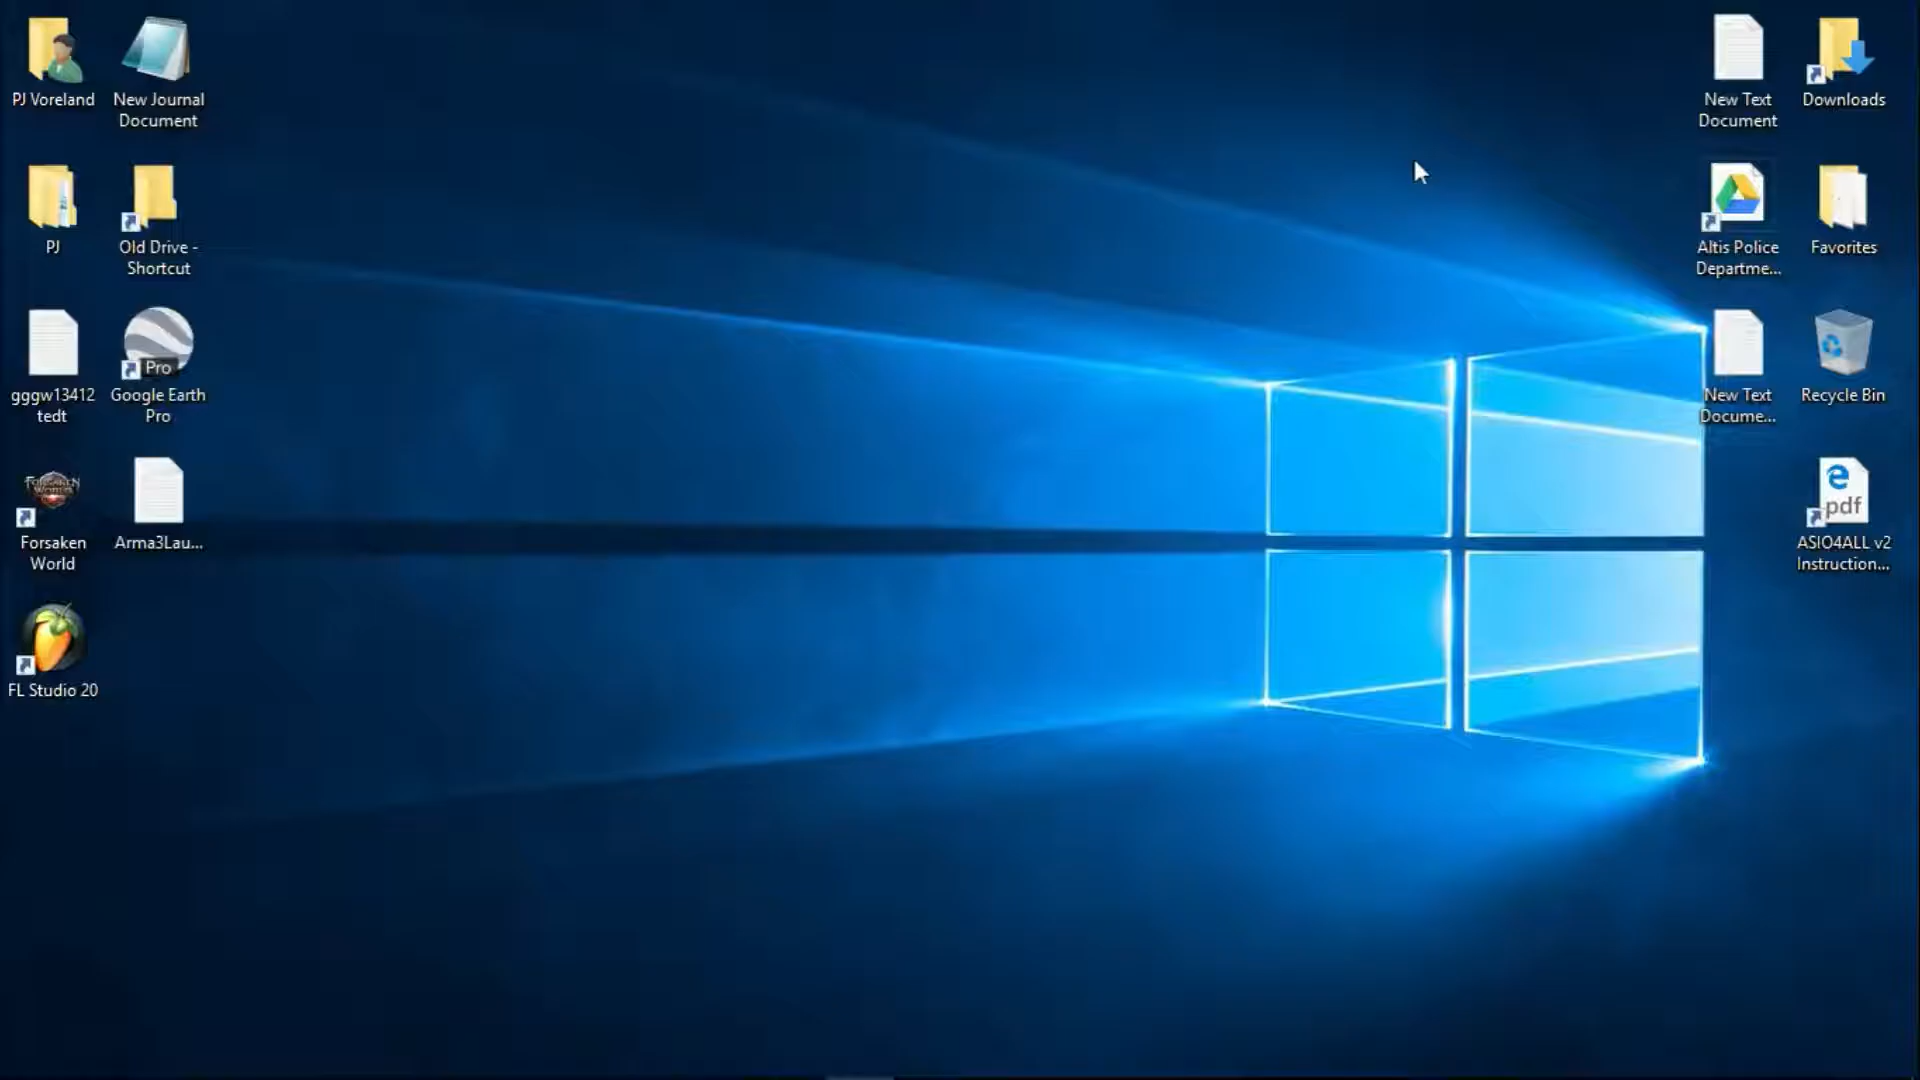 PJ Voreland
New Journal
Document
PJ
Old Drive -
Shortcut
gggw13412
tedt
Pro
Google Earth
Pro
FORSAKEN
WORLD
Forsaken
World
Arma3Lau...
FL Studio 20
New Text
Document
Downloads
Altis Police
Departme...
Favorites
New Text
Docume...
Recycle Bin
e
pdf
ASIO4ALL v2
Instruction...